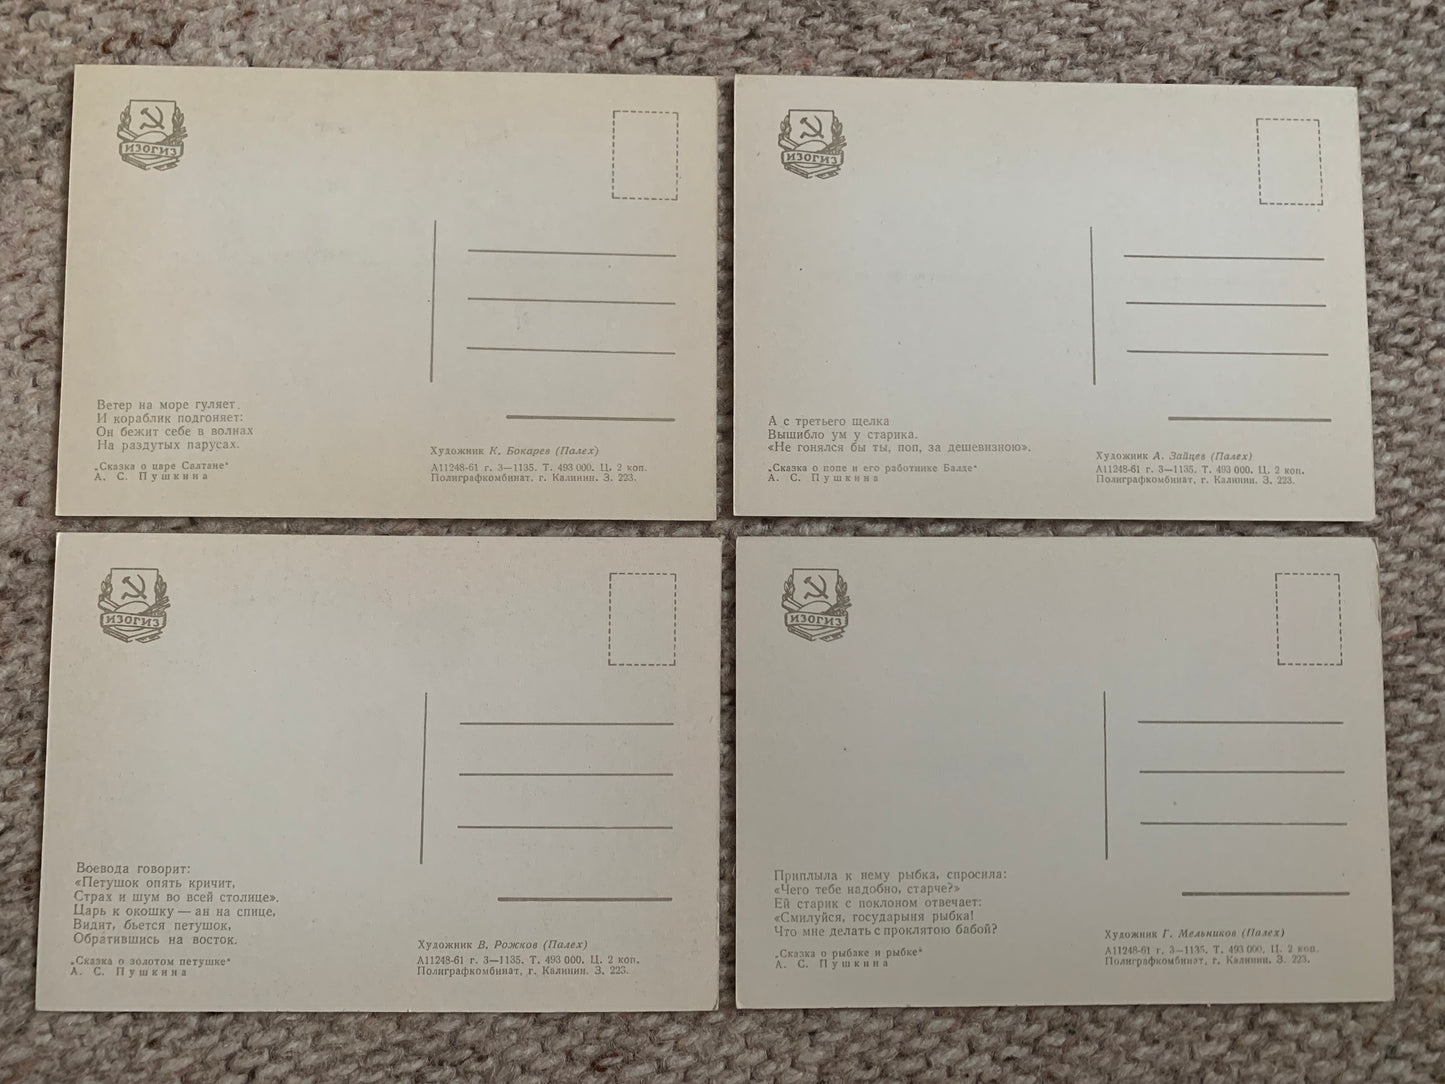 ИЗОГИЗ
Ветер на море гуляет
И кораблик подгоняет:
Он бежит себе в волнах
На раздутых парусах.
„Сказка о царе Салтане“
А. С. Пушкина
Художник К. Бокарев (Палех)
А11248-61 г. 3—1135. Т. 493 000. Ц. 2 коп.
Полиграфкомбинат, г. Калинин. З. 223.
ИЗОГИЗ
А с третьего щелка
Вышибло ум у старика.
«Не гонялся бы ты, поп, за дешевизною».
„Сказка о попе и его работнике Балде“
А. С. Пушкина
Художник А. Зайцев (Палех)
А11248-61 г. 3—1135. Т. 493 000. Ц. 2 коп.
Полиграфкомбинат, г. Калинин. З. 223.
ИЗОГИЗ
Воевода говорит:
«Петушок опять кричит,
Страх и шум во всей столице».
Царь к окошку — ан на спице,
Видит, бьется петушок,
Обратившись на восток.
„Сказка о золотом петушке“
А. С. Пушкина
Художник В. Рожков (Палех)
А11248-61 г. 3—1135. Т. 493 000. Ц. 2 коп.
Полиграфкомбинат, г. Калинин. З. 223.
ИЗОГИЗ
Приплыла к нему рыбка, спросила:
«Чего тебе надобно, старче?»
Ей старик с поклоном отвечает:
«Смилуйся, государыня рыбка!
Что мне делать с проклятою бабой?
„Сказка о рыбаке и рыбке“
А. С. Пушкина
Художник Г. Мельников (Палех)
А11248-61 г. 3—1135. Т. 493 000. Ц. 2 коп.
Полиграфкомбинат, г. Калинин. З. 223.